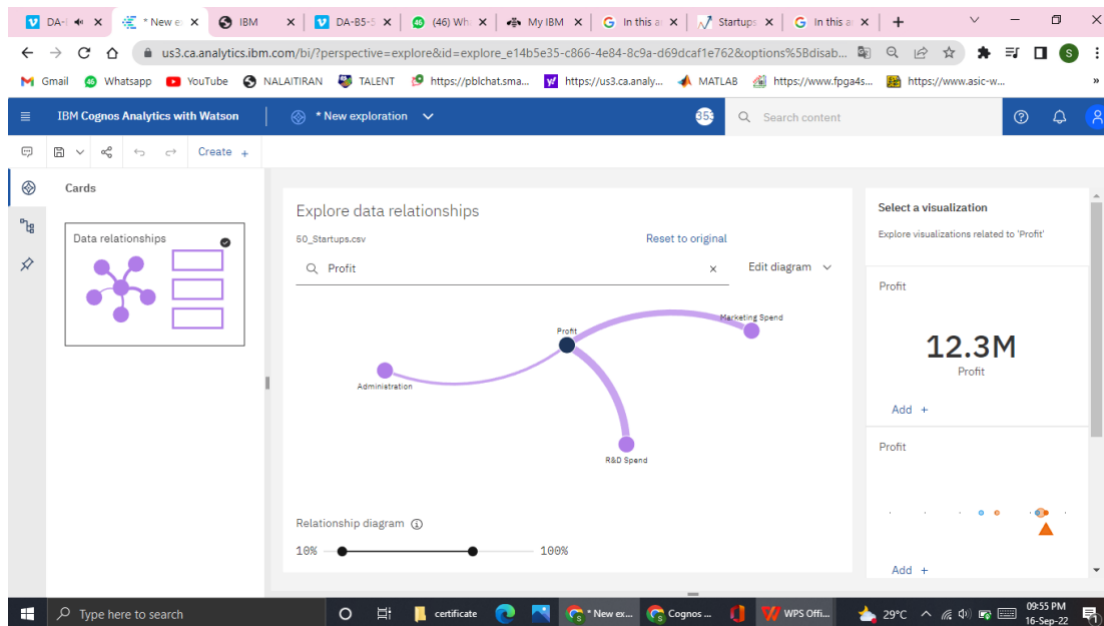 DA-I
* New e
IBM
DA-B5-S
(46) Wh
My IBM
In this a
Startups
In this a
us3.ca.analytics.ibm.com/bi/?perspective=explore&id=explore_e14b5e35-c866-4e84-8c9a-d69dcaf1e762&options%58disab...
S
Gmail
Whatsapp
YouTube
NALAITIRAN
TALENT
https://pblchat.sma...
https://us3.ca.analy...
MATLAB
https://www.fpga4s...
https://www.asic-w...
»
IBM Cognos Analytics with Watson
* New exploration
353
Search content
Create +
Cards
Data relationships
Explore data relationships
50_Startups.csv
Reset to original
Profit
Edit diagram
Marketing Spend
Profit
Administration
R&D Spend
Relationship diagram
10%
100%
Select a visualization
Explore visualizations related to 'Profit'
Profit
12.3M
Profit
Add +
Profit
Add +
Type here to search
certificate
* New ex...
Cognos ...
WPS Offi...
29°C
09:55 PM
16-Sep-22